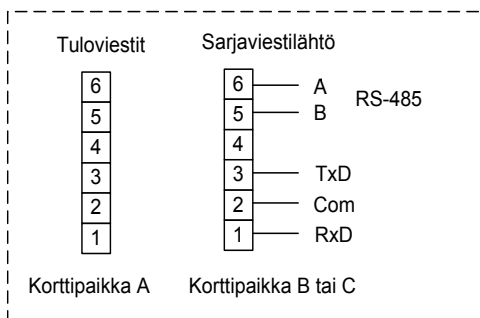 Tuloviestit Sarjaviestilähtö
6 6 A
5 5 B RS-485
4 4
3 3 TxD
2 2 Com
1 1 RxD
Korttipaikka A Korttipaikka B tai C